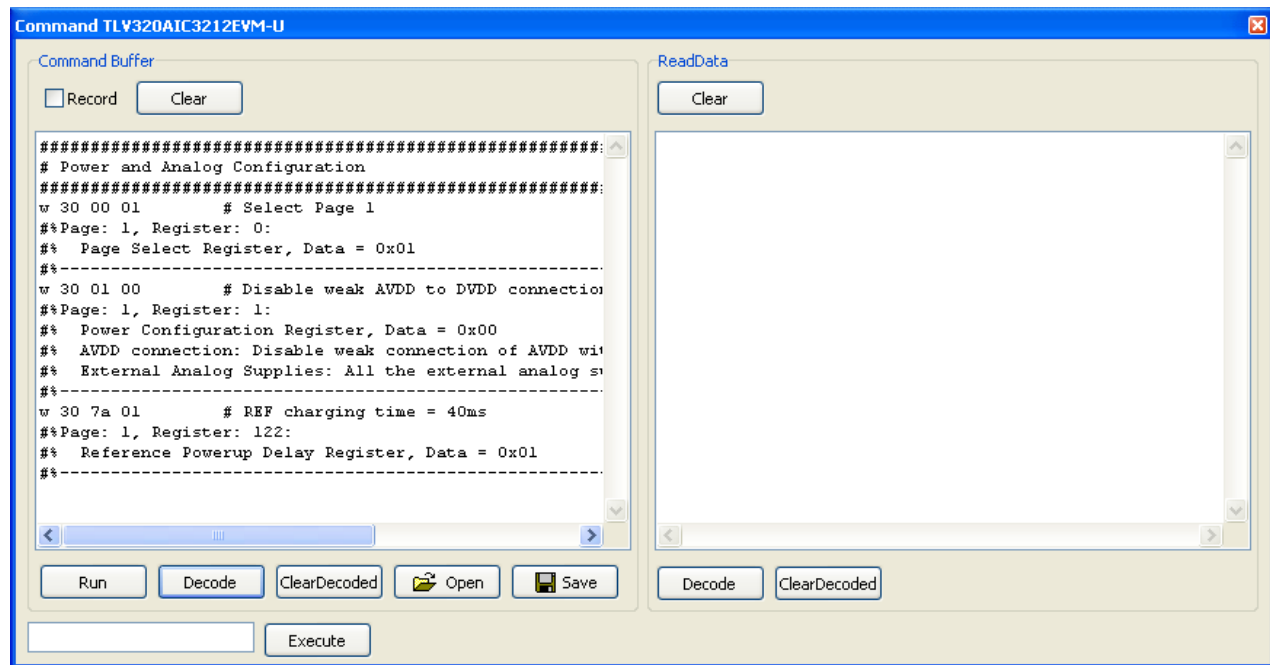 Command TLV320AIC3212EVM-U
Command Buffer
Record
Clear
#######################################################
# Power and Analog Configuration
#######################################################
w 30 00 01 # Select Page 1
#%Page: 1, Register: 0:
#% Page Select Register, Data = 0x01
#%-----------------------------------------------------
w 30 01 00 # Disable weak AVDD to DVDD connection
#%Page: 1, Register: 1:
#% Power Configuration Register, Data = 0x00
#% AVDD connection: Disable weak connection of AVDD wit
#% External Analog Supplies: All the external analog su
#%-----------------------------------------------------
w 30 7a 01 # REF charging time = 40ms
#%Page: 1, Register: 122:
#% Reference Powerup Delay Register, Data = 0x01
#%-----------------------------------------------------
Run
Decode
ClearDecoded
Open
Save
Execute
ReadData
Clear
Decode
ClearDecoded